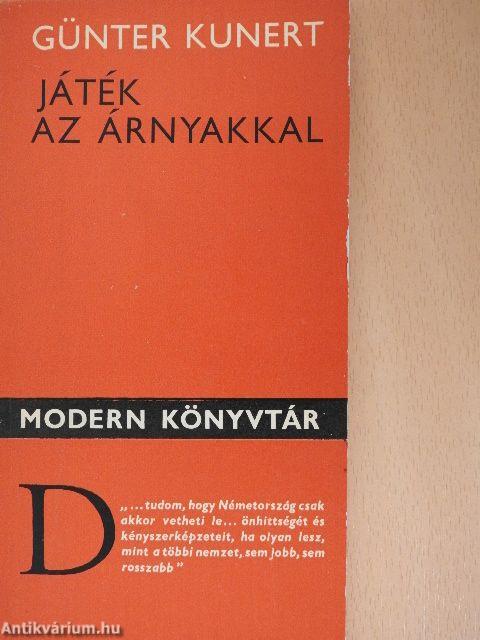 GÜNTER KUNERT
JÁTÉK
AZ ÁRNYAKKAL
MODERN KÖNYVTÁR
D
„...tudom, hogy Németország csak
akkor vetheti le... önhittségét és
kényszerképzeteit, ha olyan lesz,
mint a többi nemzet, sem jobb, sem
rosszabb"
Antikvárium.hu